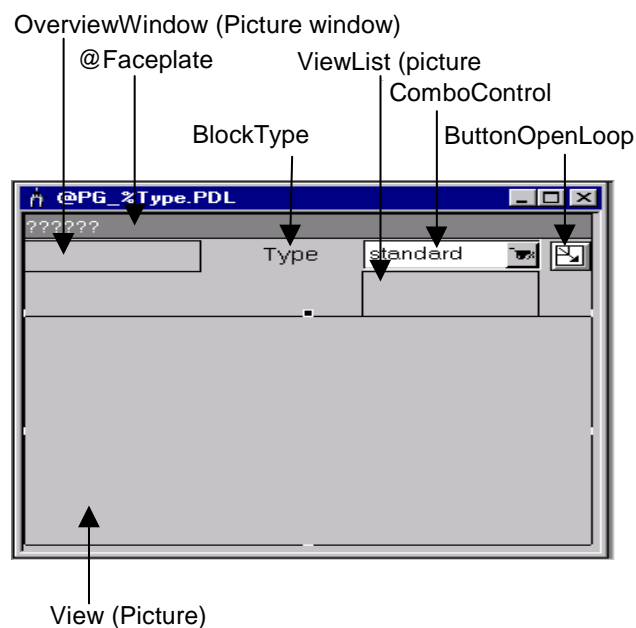 OverviewWindow (Picture window)
@Faceplate
ViewList (picture
ComboControl
BlockType
ButtonOpenLoop
@PG_%Type.PDL
??????
Type
standard
View (Picture)